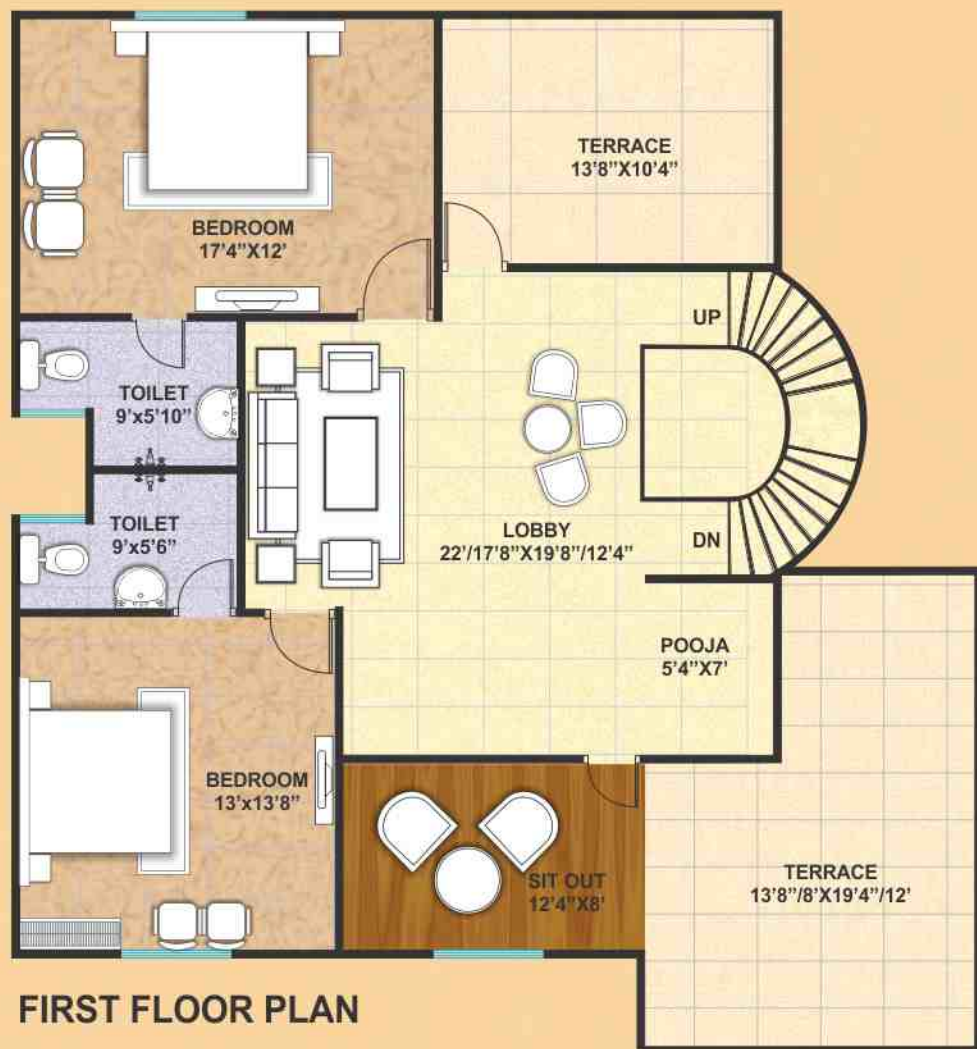 TERRACE
13'8”X10'4”
BEDROOM
17'4”X12'
UP
TOILET
9'x5'10”
TOILET
9'x5'6”
LOBBY
22'/17'8”X19'8”/12'4”
DN
POOJA
5'4”X7'
BEDROOM
13'x13'8”
SIT OUT
12'4”X8'
TERRACE
13'8”/8'X19'4”/12'
FIRST FLOOR PLAN